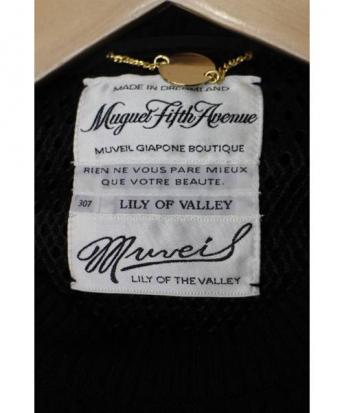 MADE IN DREAMLAND
Muguet Fifth Avenue
MUVEIL GIAPONE BOUTIQUE
RIEN NE VOUS PARE MIEUX
QUE VOTRE BEAUTE.
307 LILY OF VALLEY
Muveil
LILY OF THE VALLEY